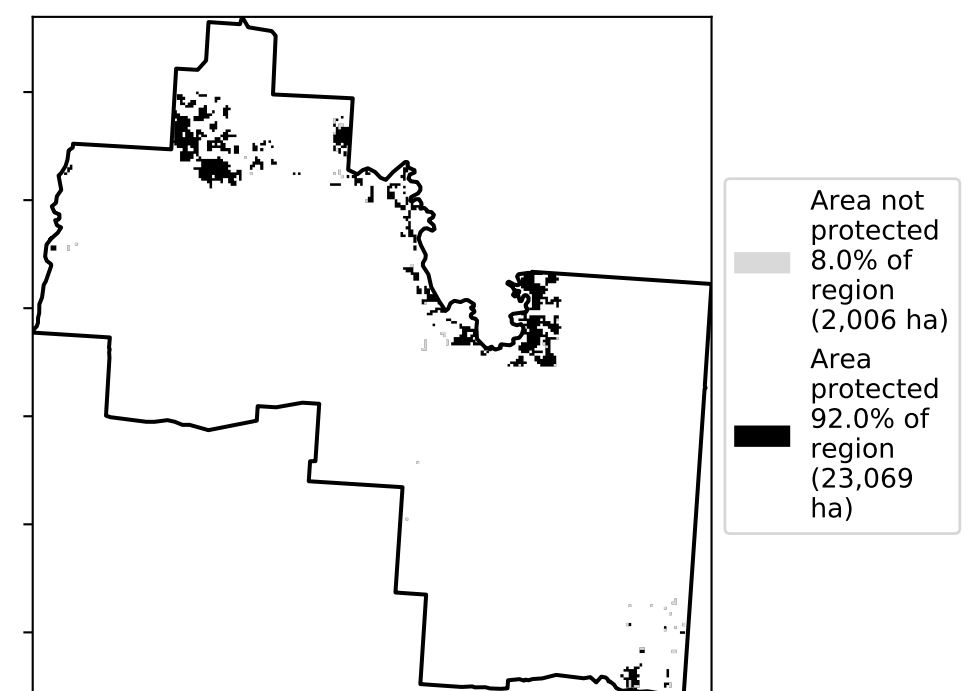 Area not
protected
8.0% of
region
(2,006 ha)
Area
protected
92.0% of
region
(23,069
ha)